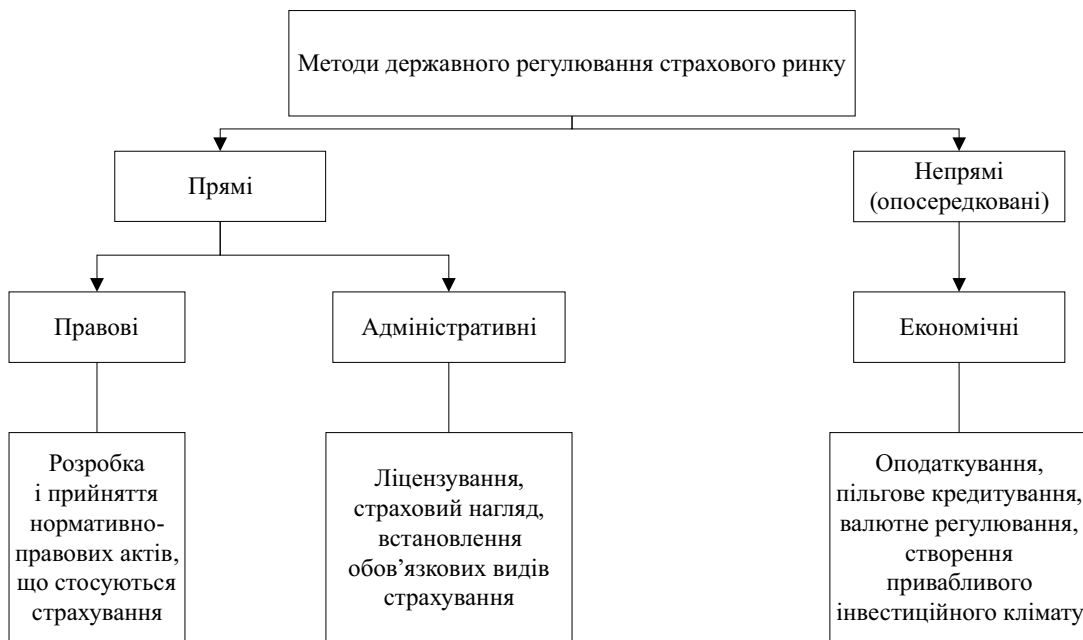 Методи державного регулювання страхового ринку
Прямі
Непрямі
(опосередковані)
Правові
Адміністративні
Економічні
Розробка
і прийняття
нормативно-
правових актів,
що стосуються
страхування
Ліцензування,
страховий нагляд,
встановлення
обов’язкових видів
страхування
Оподаткування,
пільгове кредитування,
валютне регулювання,
створення
привабливого
інвестиційного клімату